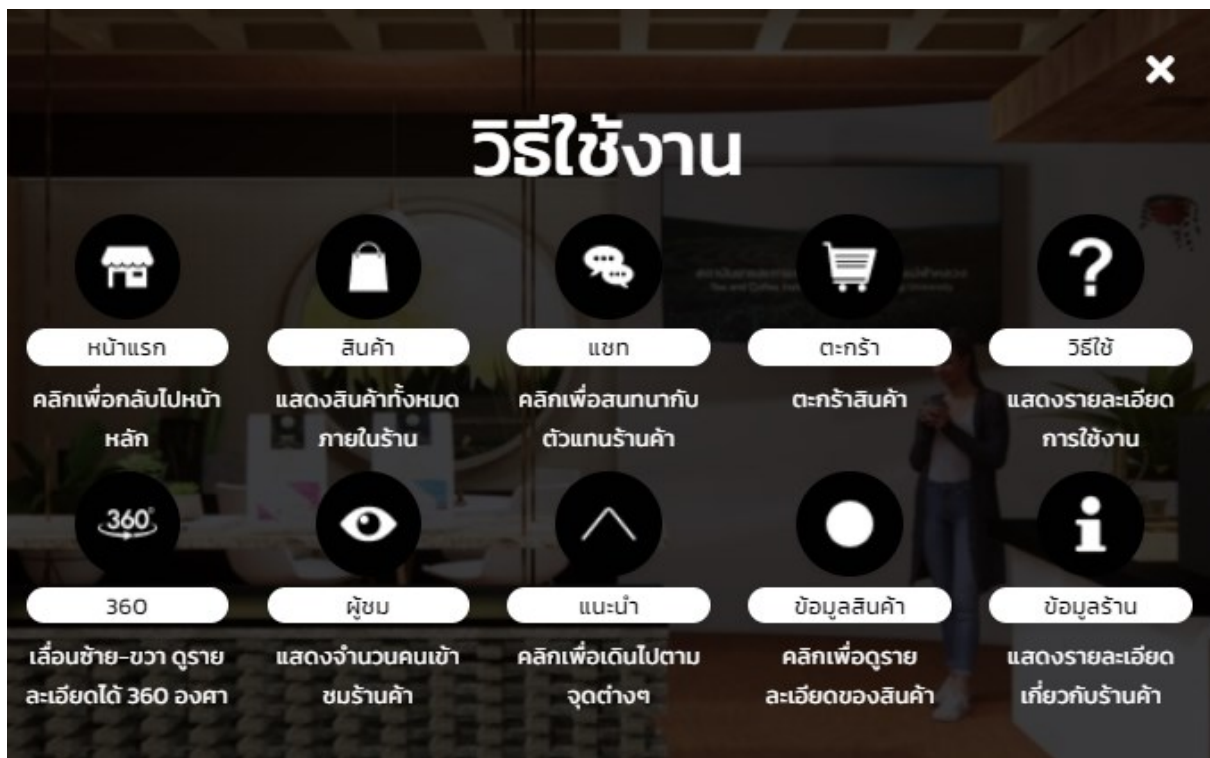 วิธีใช้งาน
หน้าแรก
คลิกเพื่อกลับไปหน้า
หลัก
สินค้า
แสดงสินค้าทั้งหมด
ภายในร้าน
แชท
คลิกเพื่อสนทนากับ
ตัวแทนร้านค้า
ตะกร้า
ตะกร้าสินค้า
วิธีใช้
แสดงรายละเอียด
การใช้งาน
360°
360
เลื่อนซ้าย-ขวา ดูราย
ละเอียดได้ 360 องศา
ผู้ชม
แสดงจำนวนคนเข้า
ชมร้านค้า
แนะนำ
คลิกเพื่อเดินไปตาม
จุดต่างๆ
ข้อมูลสินค้า
คลิกเพื่อดูราย
ละเอียดของสินค้า
ข้อมูลร้าน
แสดงรายละเอียด
เกี่ยวกับร้านค้า